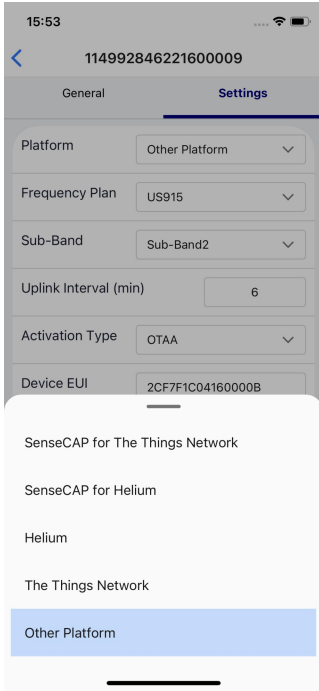 15:53
114992846221600009
General Settings
Platform Other Platform
Frequency Plan US915
Sub-Band Sub-Band2
Uplink Interval (min) 6
Activation Type OTAA
Device EUI 2CF7F1C04160000B
SenseCAP for The Things Network
SenseCAP for Helium
Helium
The Things Network
Other Platform